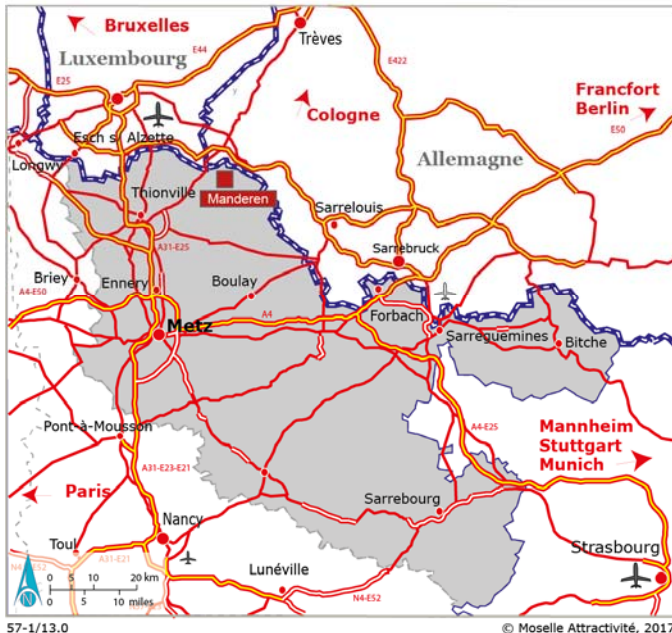 Bruxelles
Trèves
E44
Luxembourg
E422
E25
Francfort
Berlin
Cologne
E50
Esch s/ Alzette
Allemagne
Longwy
Thionville
Manderen
Sarrelouis
A31-E25
Sarrebruck
Briey
Ennery
Boulay
A4-E50
A4
Forbach
Metz
Sarreguemines
Bitche
Pont-à-Mousson
A4-E25
Mannheim
Stuttgart
Munich
A31-E23-E21
Paris
Sarrebourg
Nancy
Toul
Strasbourg
A31-E21
N4-E52
Lunéville
N
0 5 10 20 km
0 5 10 miles
N4-E52
57-1/13.0
© Moselle Attractivité, 2017